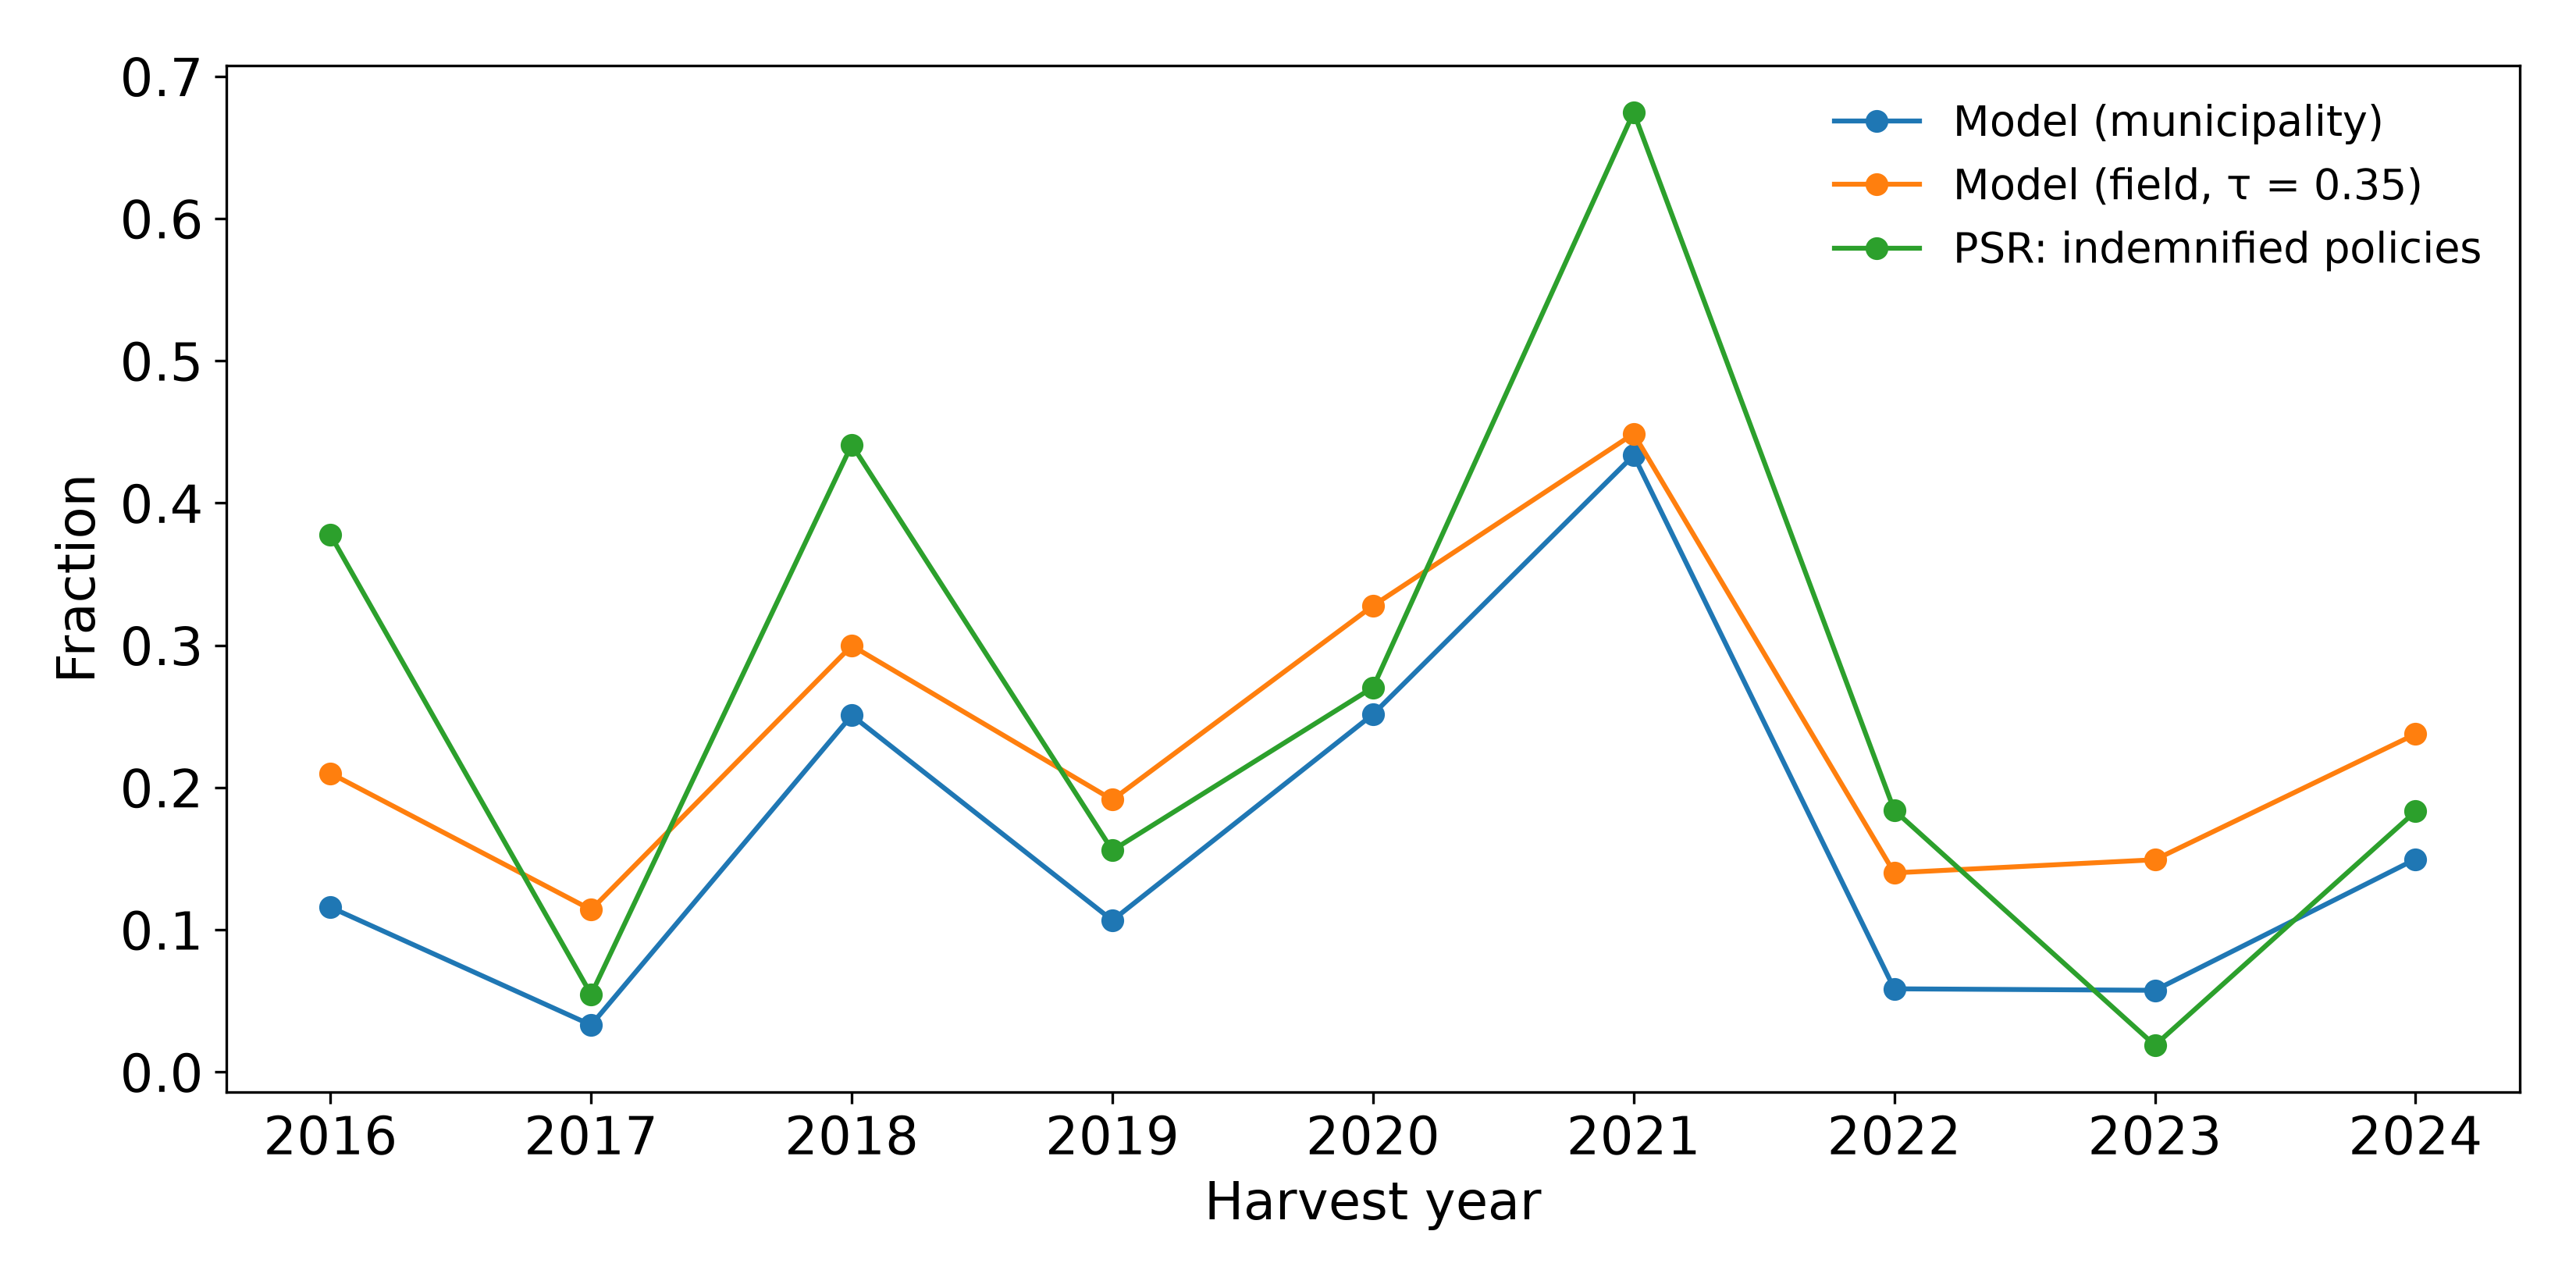 0.7
0.6
0.5
0.4
0.3
0.2
0.1
0.0
Fraction
Model (municipality)
Model (field, τ = 0.35)
PSR: indemnified policies
2016 2017 2018 2019 2020 2021 2022 2023 2024
Harvest year